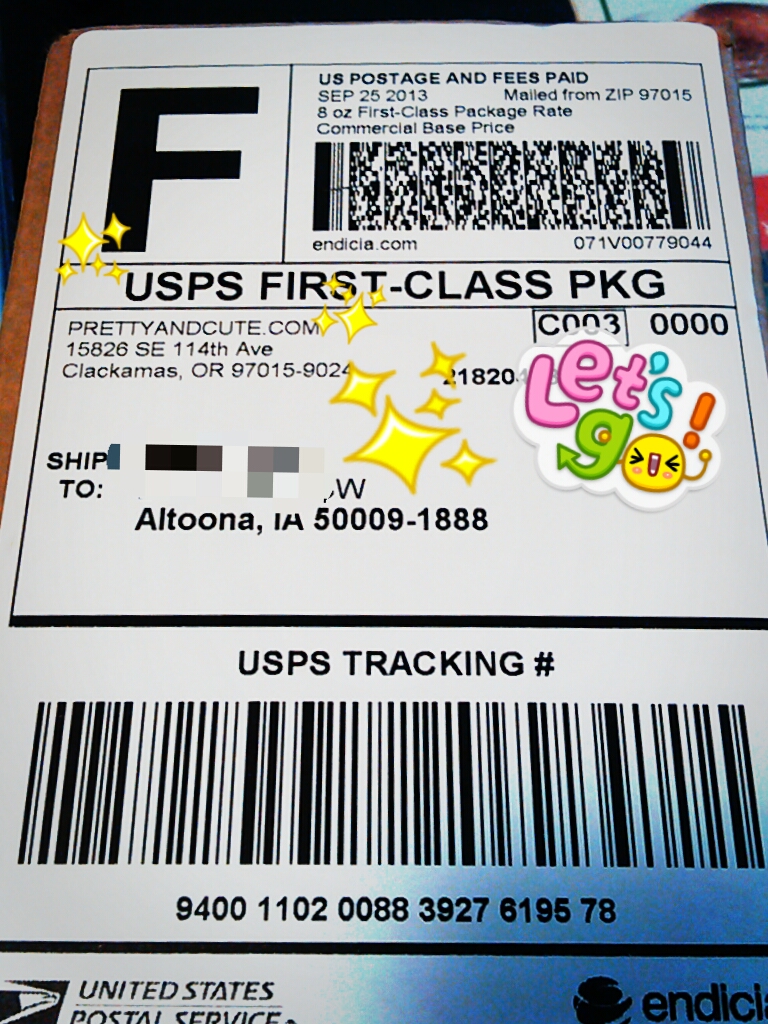 F
US POSTAGE AND FEES PAID
SEP 25 2013 Mailed from ZIP 97015
8 oz First-Class Package Rate
Commercial Base Price
endicia.com 071V00779044
USPS FIRST-CLASS PKG
PRETTYANDCUTE.COM
15826 SE 114th Ave
Clackamas, OR 97015-9024
C003 0000
Let's
go!
SHIP
TO:
Altoona, IA 50009-1888
USPS TRACKING #
9400 1102 0088 3927 6195 78
UNITED STATES
POSTAL SERVICE
endicia